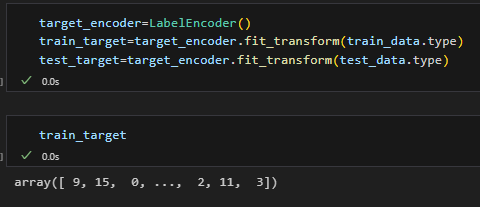 target_encoder=LabelEncoder()
train_target=target_encoder.fit_transform(train_data.type)
test_target=target_encoder.fit_transform(test_data.type)
] ✓ 0.0s
train_target
] ✓ 0.0s
array([ 9, 15,  0, ...,  2, 11,  3])